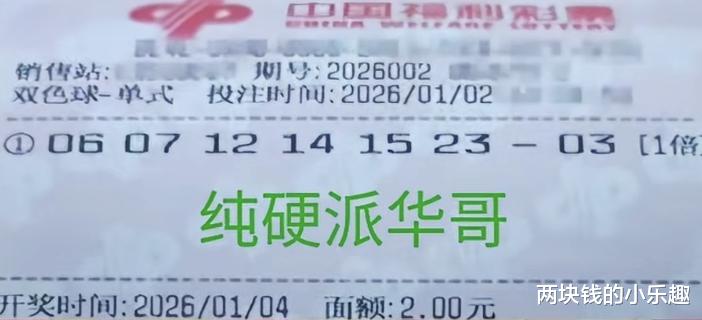 中国福利彩票
CHINA WELFARE LOTTERY
销售站: 期号:2026002
双色球-单式 投注时间:2026/01/02
① 06 07 12 14 15 23 - 03 [1倍]
纯硬派华哥
开奖时间:2026/01/04 面额:2.00元
两块钱的小乐趣